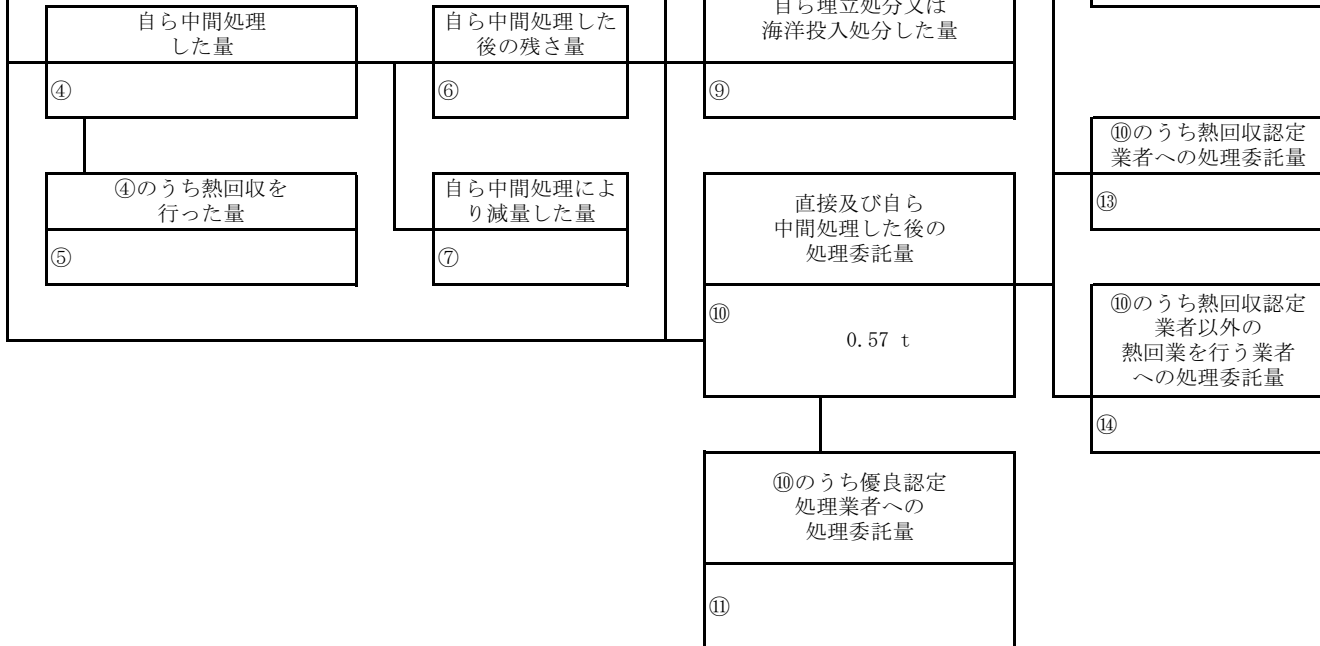 自ら中間処理
した量
④
自ら中間処理した
後の残さ量
⑥
自ら埋立処分又は
海洋投入処分した量
⑨
⑩のうち熱回収認定
業者への処理委託量
⑬
④のうち熱回収を
行った量
⑤
自ら中間処理によ
り減量した量
⑦
直接及び自ら
中間処理した後の
処理委託量
⑩
0.57 t
⑩のうち熱回収認定
業者以外の
熱回業を行う業者
への処理委託量
⑭
⑩のうち優良認定
処理業者への
処理委託量
⑪